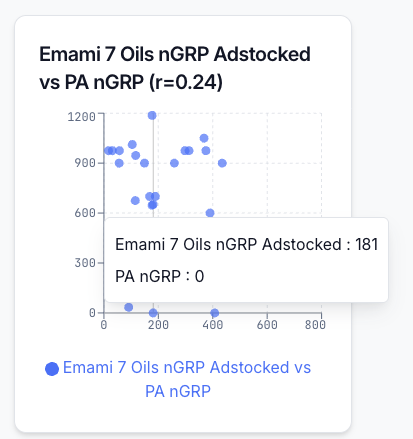 Emami 7 Oils nGRP Adstocked
vs PA nGRP (r=0.24)
1200
900
600
Emami 7 Oils nGRP Adstocked : 181
300
PA nGRP : 0
0
0 200 400 600 800
Emami 7 Oils nGRP Adstocked vs
PA nGRP